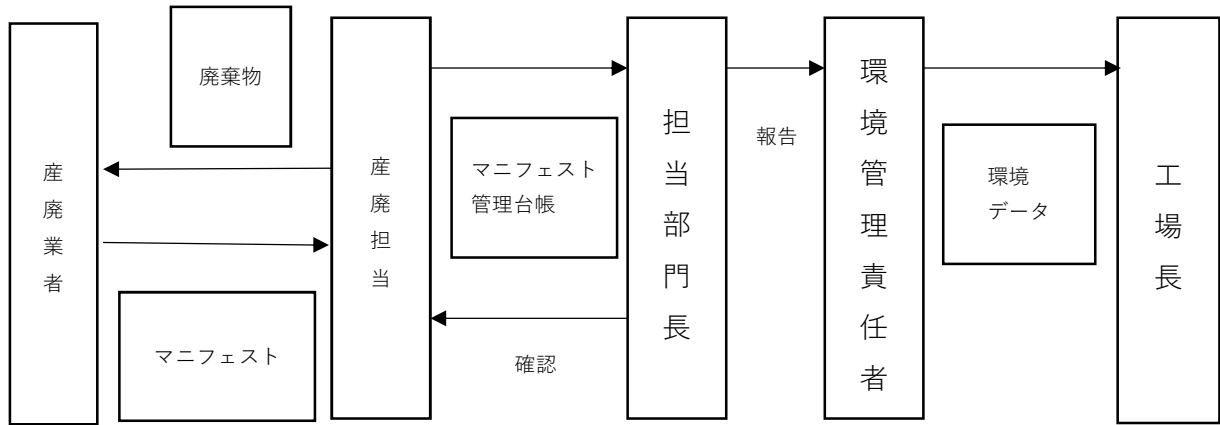 産廃業者
廃棄物
マニフェスト
産廃担当
マニフェスト
管理台帳
確認
担当部門長
報告
環境管理責任者
環境
データ
工場長